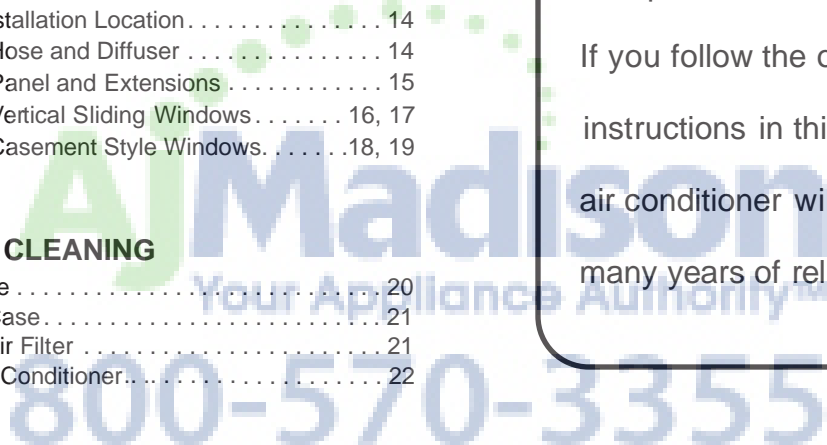 stallation Location. . . . . . . . . . . . . . . . 14
Hose and Diffuser . . . . . . . . . . . . . . . 14
Panel and Extensions . . . . . . . . . . . . 15
Vertical Sliding Windows . . . . . . . 16, 17
Casement Style Windows. . . . . . .18, 19
CLEANING
e . . . . . . . . . . . . . . . . . . . . . . . . . . . . 20
Case. . . . . . . . . . . . . . . . . . . . . . . . . 21
ir Filter . . . . . . . . . . . . . . . . . . . . . . 21
Conditioner.. .. . . . . . . . . . . . . . . . . . 22
If you follow the
instructions in thi
air conditioner wi
many years of rel
AjMadison
Your Appliance Authority™
800-570-3355